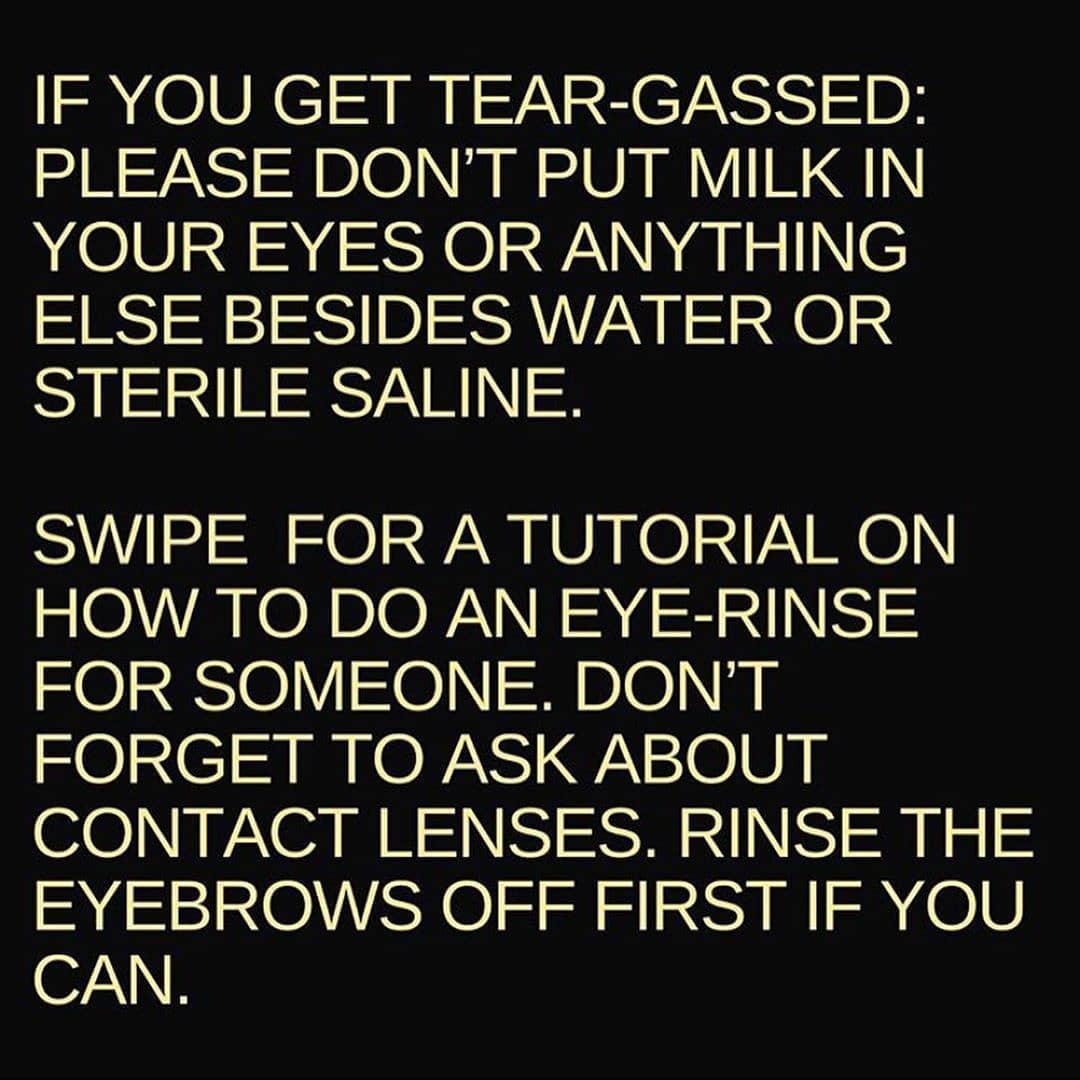 IF YOU GET TEAR-GASSED:
PLEASE DON’T PUT MILK IN
YOUR EYES OR ANYTHING
ELSE BESIDES WATER OR
STERILE SALINE.
SWIPE  FOR A TUTORIAL ON
HOW TO DO AN EYE-RINSE
FOR SOMEONE. DON’T
FORGET TO ASK ABOUT
CONTACT LENSES. RINSE THE
EYEBROWS OFF FIRST IF YOU
CAN.